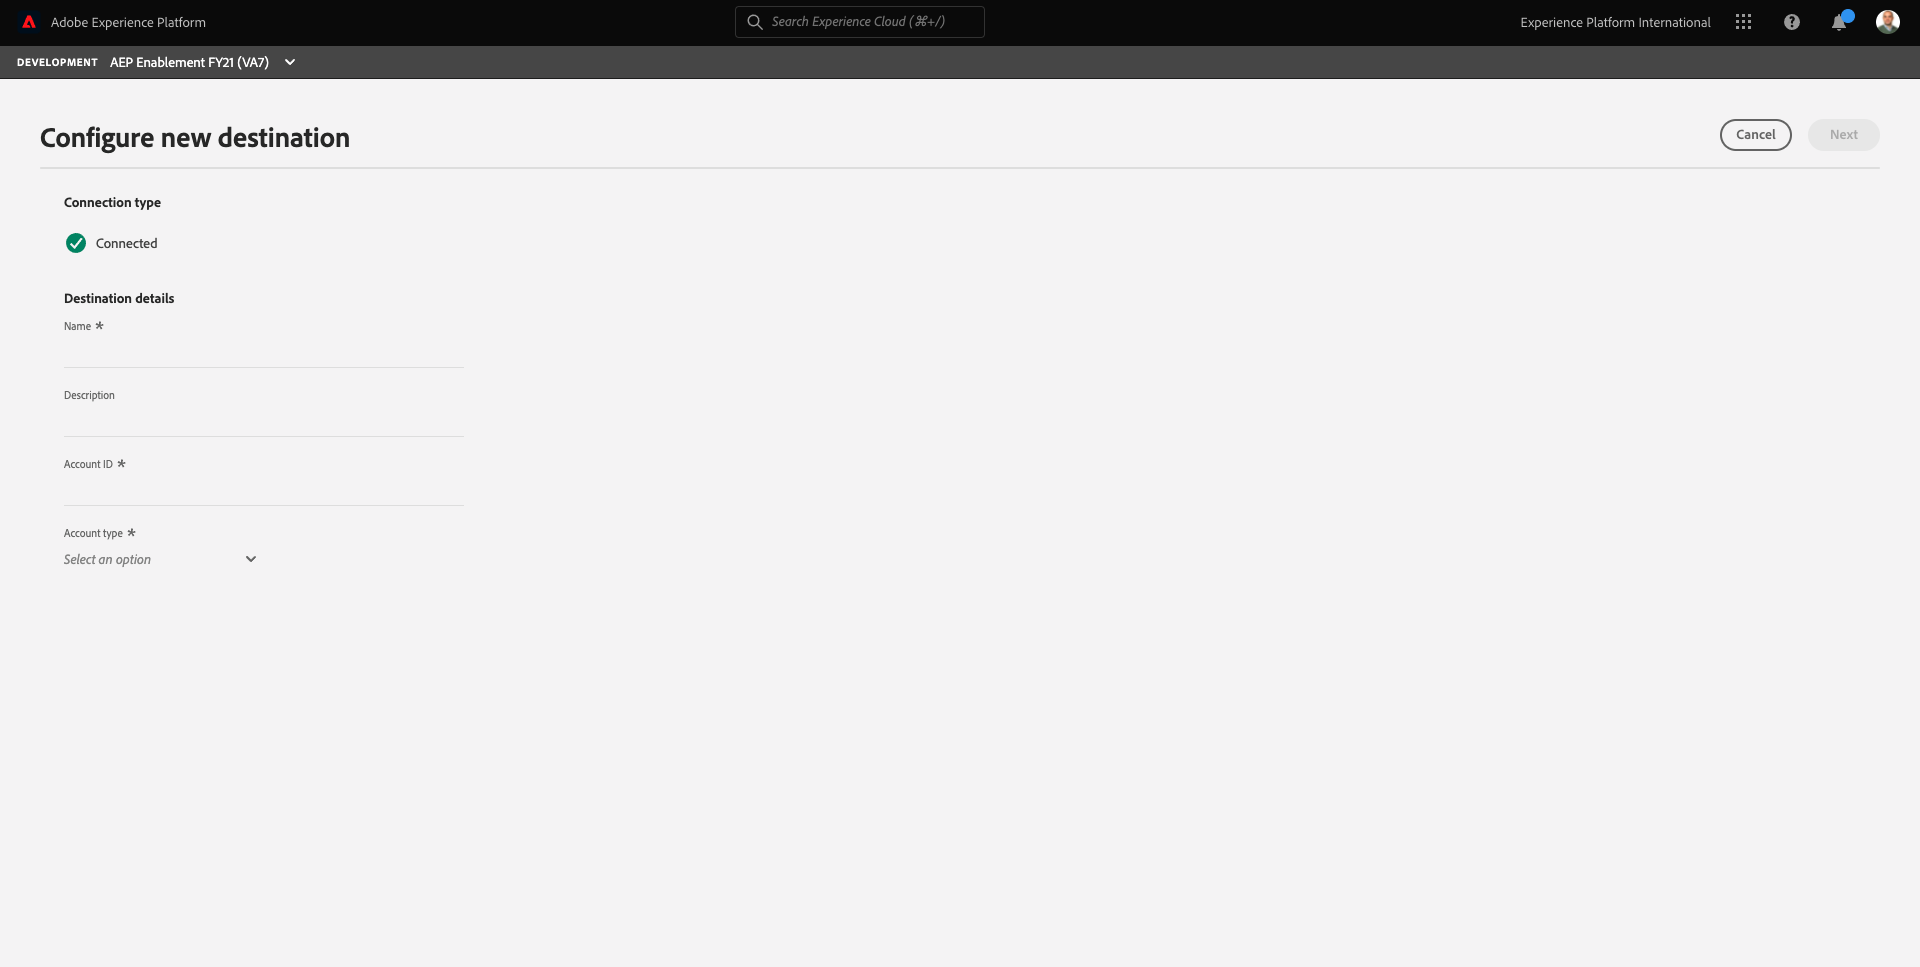 Adobe Experience Platform
Search Experience Cloud (⌘+/)
Experience Platform International
DEVELOPMENT AEP Enablement FY21 (VA7)
Configure new destination
Cancel
Next
Connection type
Connected
Destination details
Name *
Description
Account ID *
Account type *
Select an option